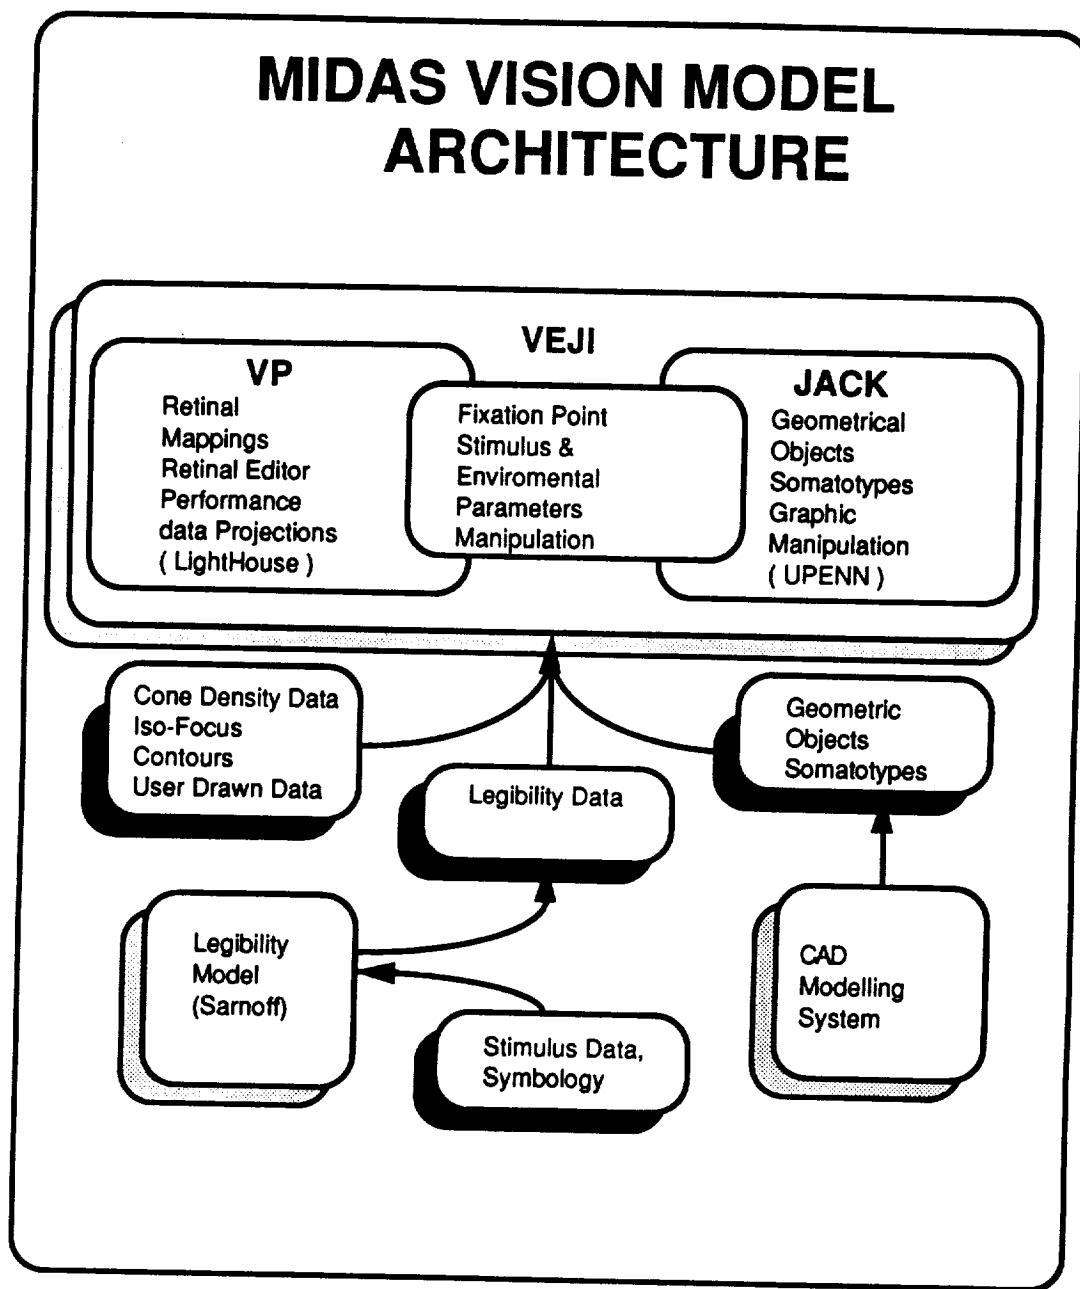 MIDAS VISION MODEL
ARCHITECTURE
VEJI
VP
Retinal
Mappings
Retinal Editor
Performance
data Projections
( LightHouse )
Fixation Point
Stimulus &
Enviromental
Parameters
Manipulation
JACK
Geometrical
Objects
Somatotypes
Graphic
Manipulation
( UPENN )
Cone Density Data
Iso-Focus
Contours
User Drawn Data
Legibility Data
Geometric
Objects
Somatotypes
Legibility
Model
(Sarnoff)
Stimulus Data,
Symbology
CAD
Modelling
System